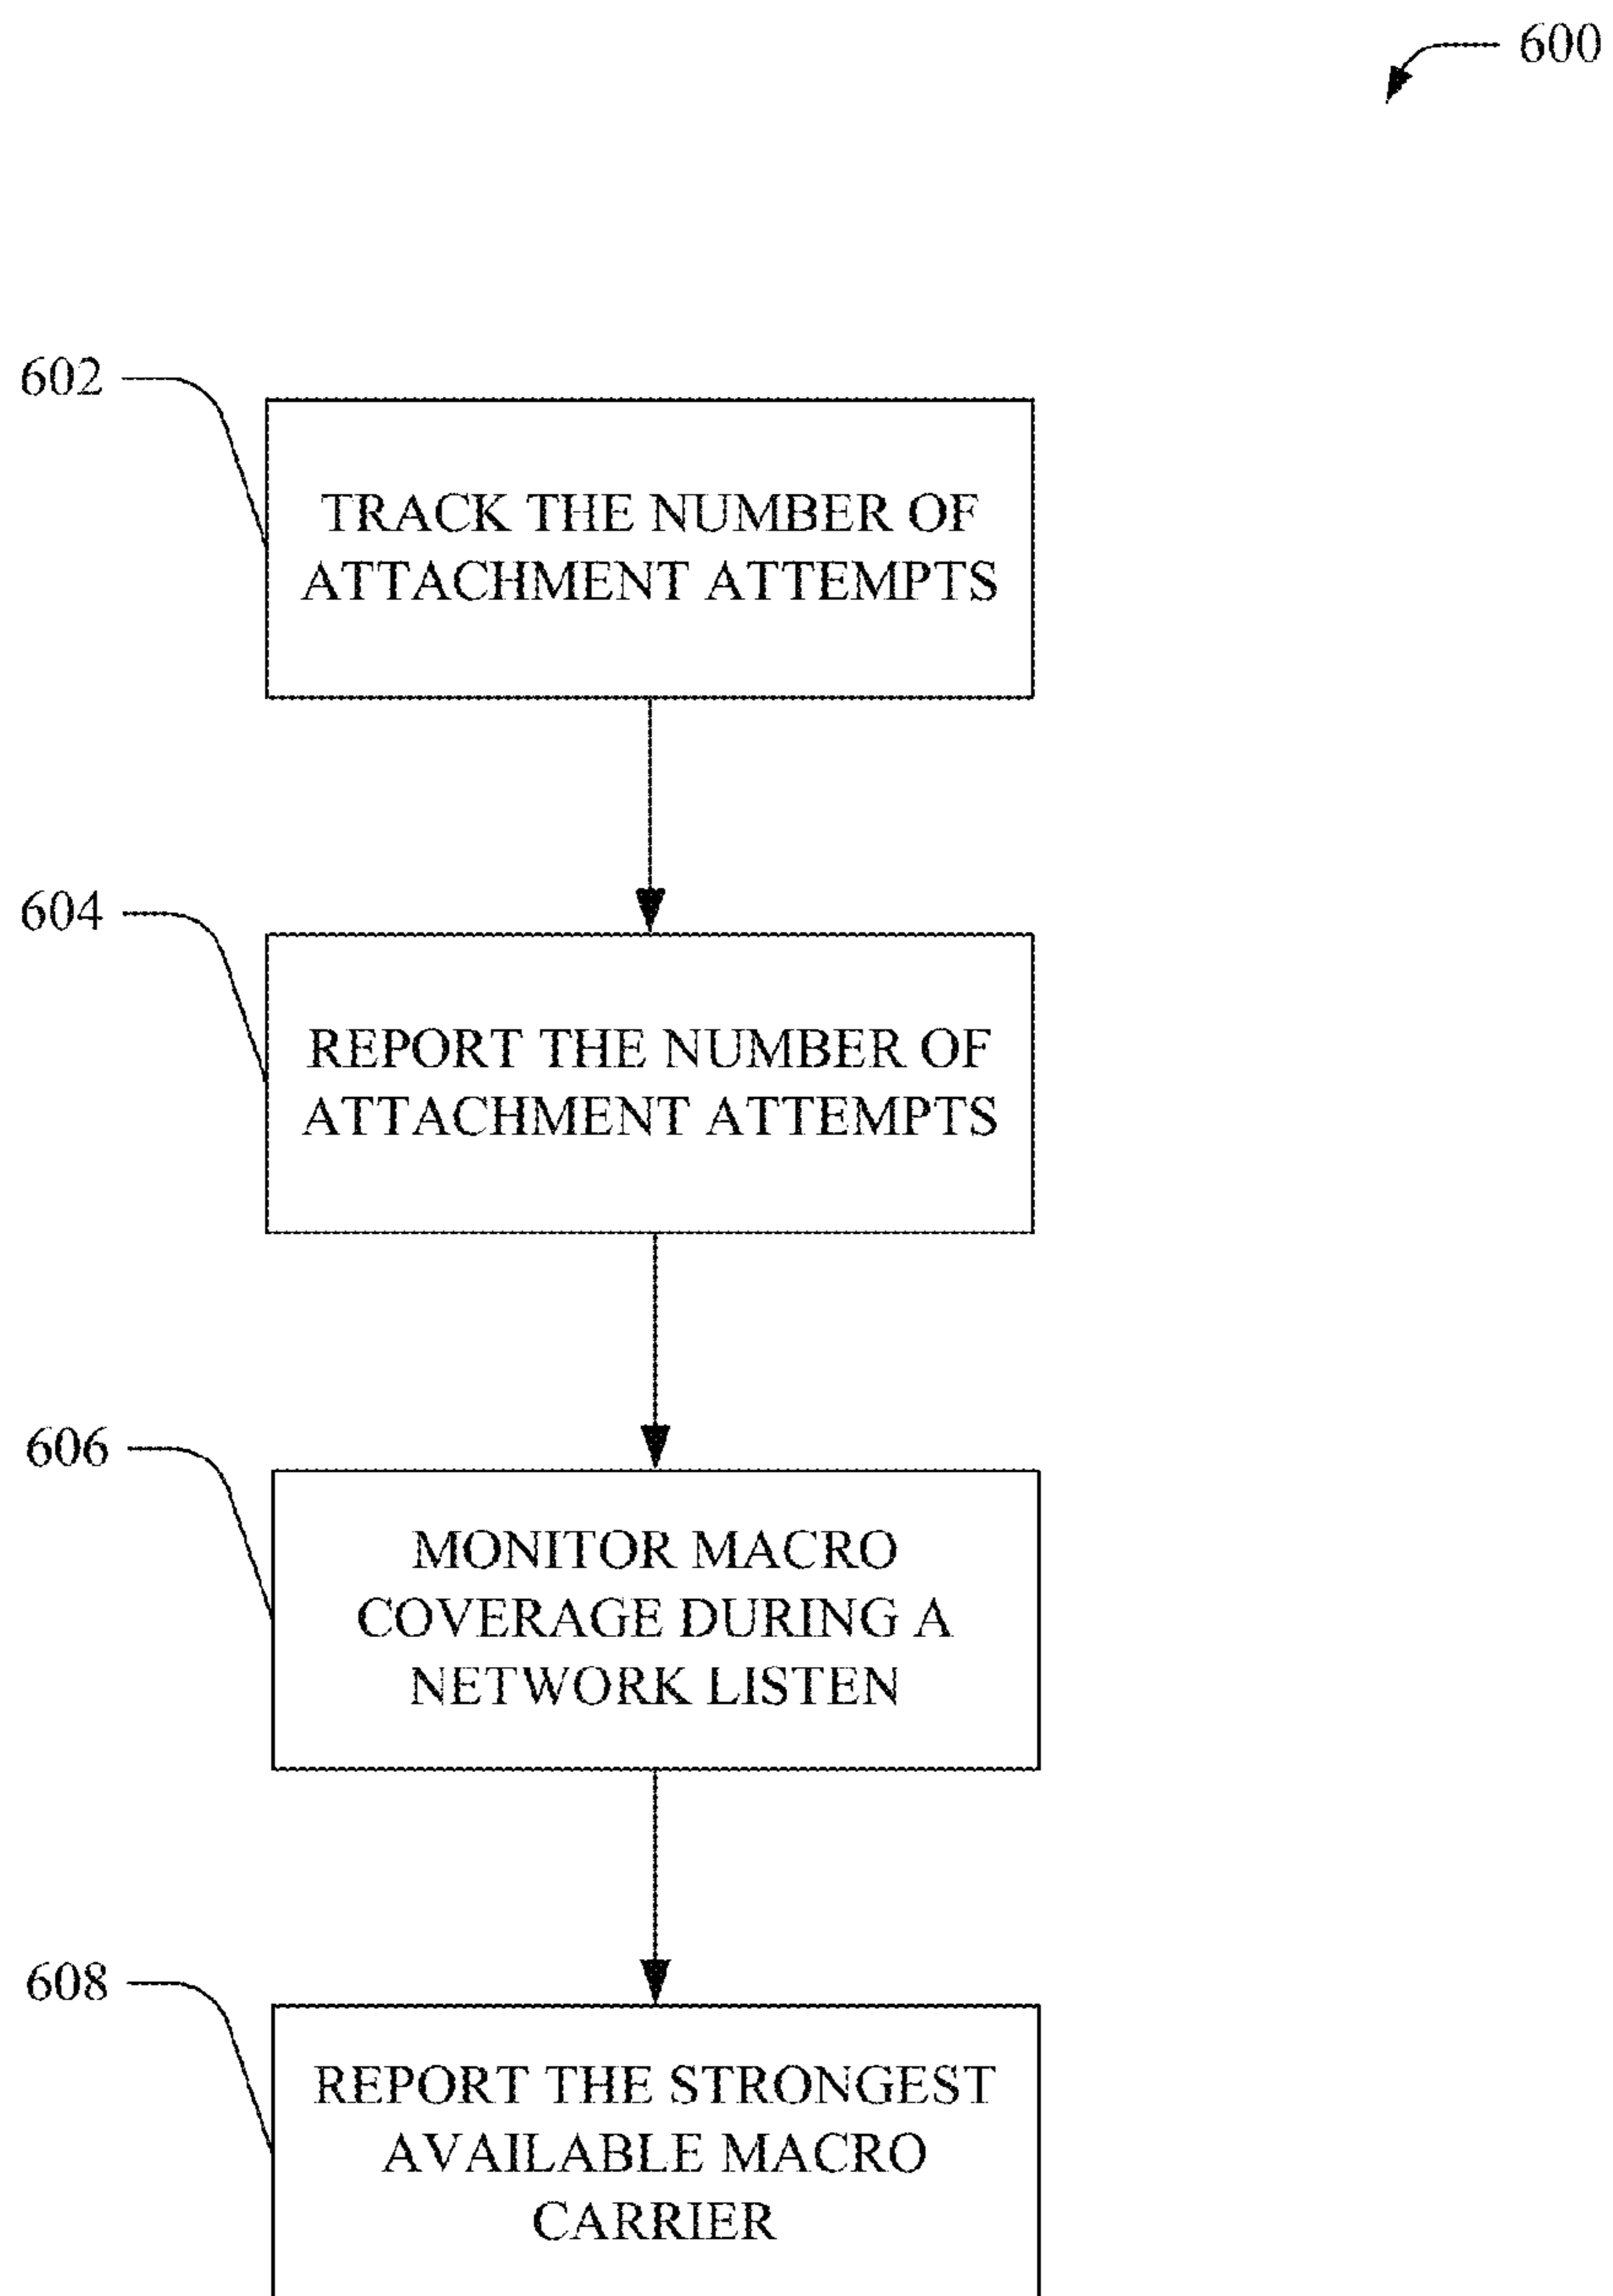 600
602
TRACK THE NUMBER OF
ATTACHMENT ATTEMPTS
604
REPORT THE NUMBER OF
ATTACHMENT ATTEMPTS
606
MONITOR MACRO
COVERAGE DURING A
NETWORK LISTEN
608
REPORT THE STRONGEST
AVAILABLE MACRO
CARRIER